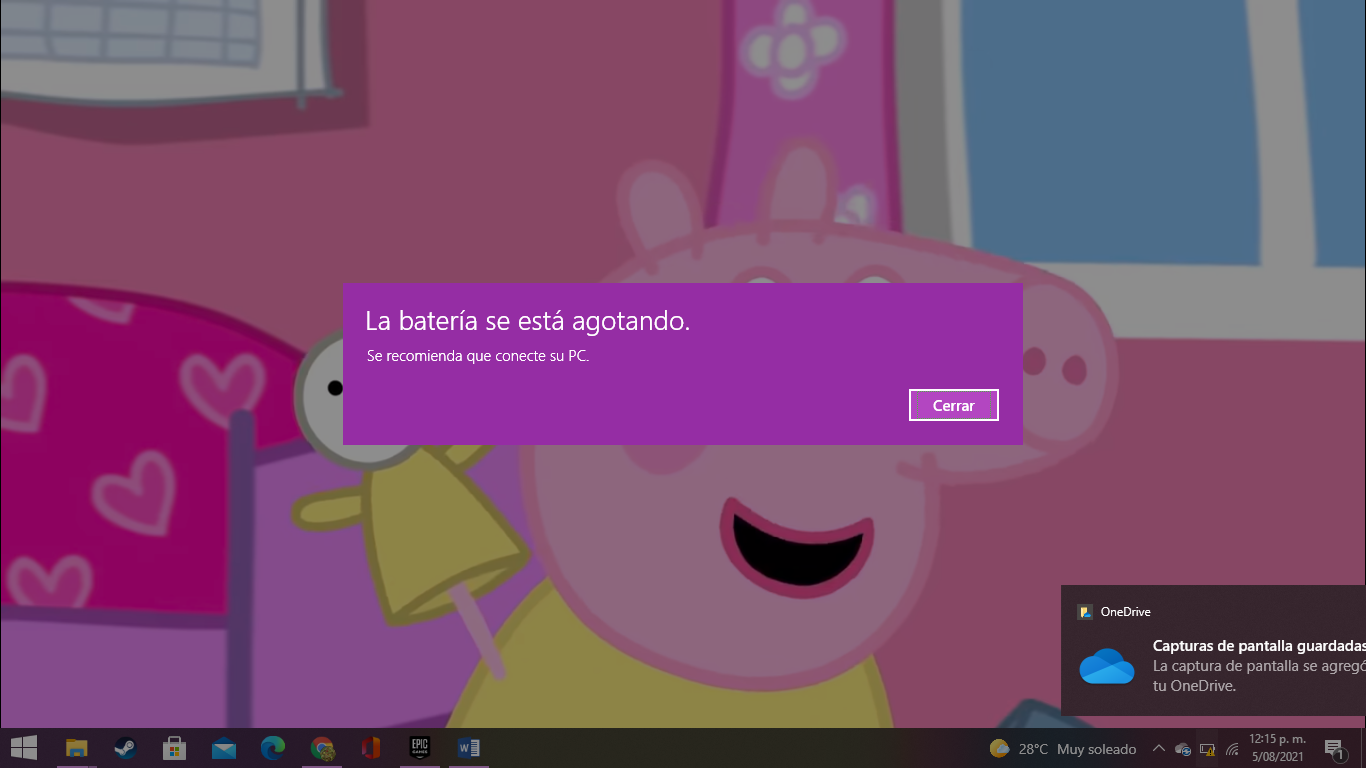 La batería se está agotando.
Se recomienda que conecte su PC.
Cerrar
OneDrive
Capturas de pantalla guardadas
La captura de pantalla se agregó
tu OneDrive.
EPIC
GAMES
28°C Muy soleado
12:15 p. m.
5/08/2021
1